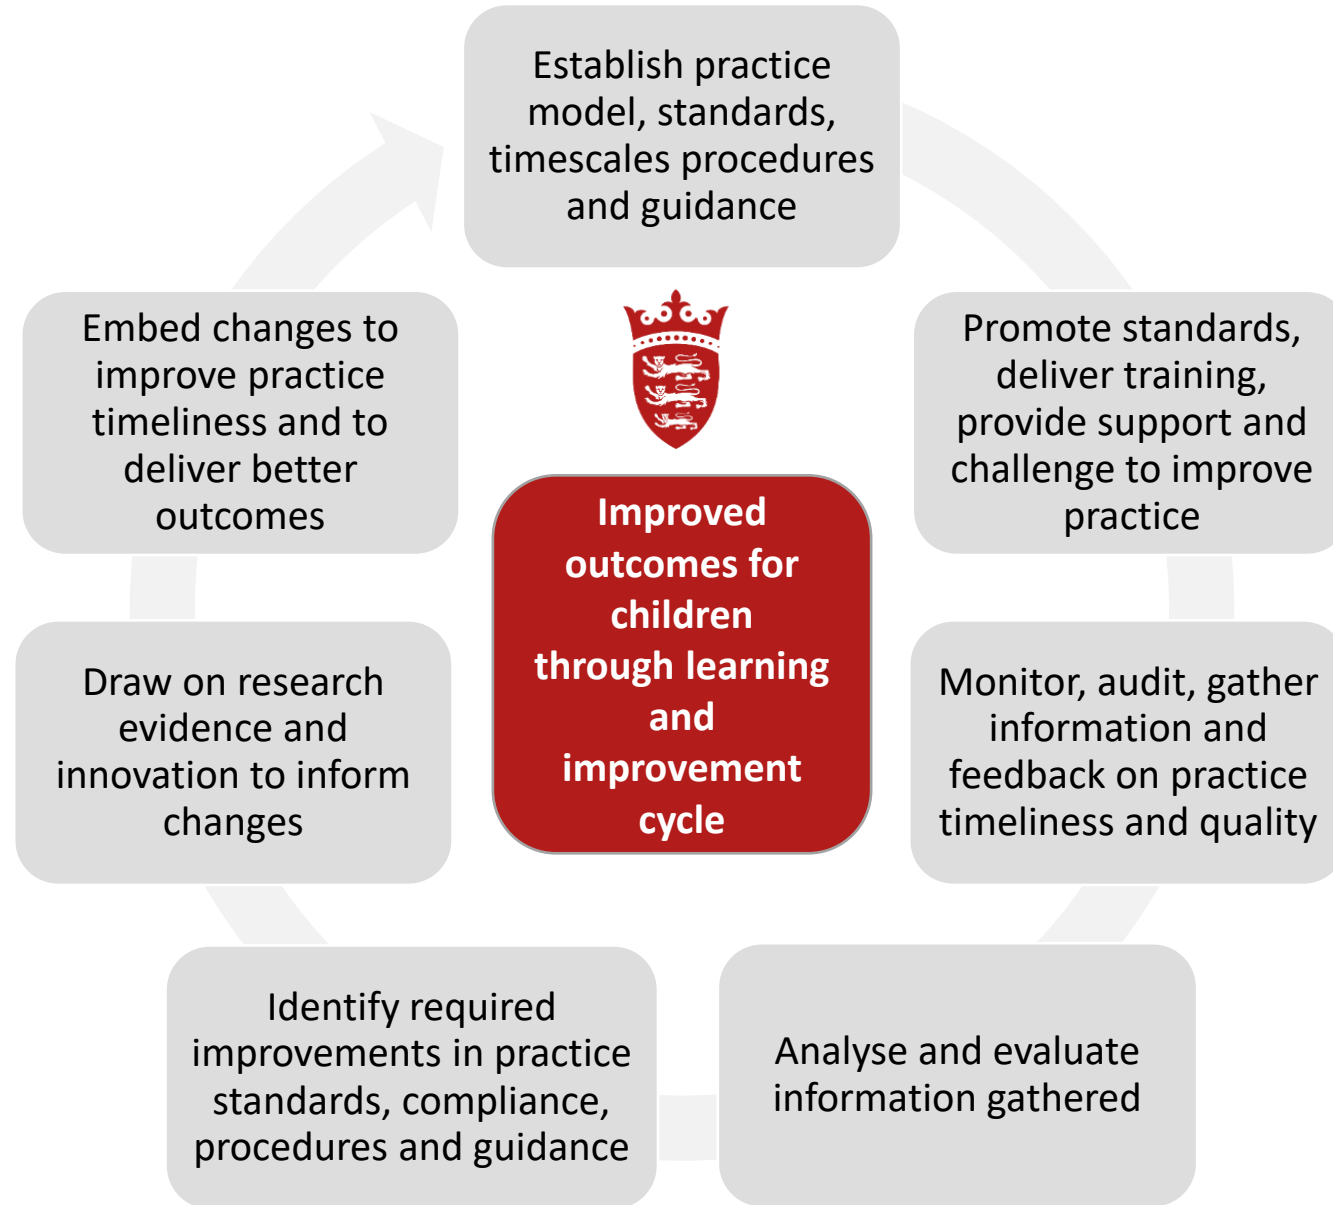 Establish practice
model, standards,
timescales procedures
and guidance
Promote standards,
deliver training,
provide support and
challenge to improve
practice
Monitor, audit, gather
information and
feedback on practice
timeliness and quality
Analyse and evaluate
information gathered
Identify required
improvements in practice
standards, compliance,
procedures and guidance
Draw on research
evidence and
innovation to inform
changes
Embed changes to
improve practice
timeliness and to
deliver better
outcomes
Improved
outcomes for
children
through learning
and
improvement
cycle